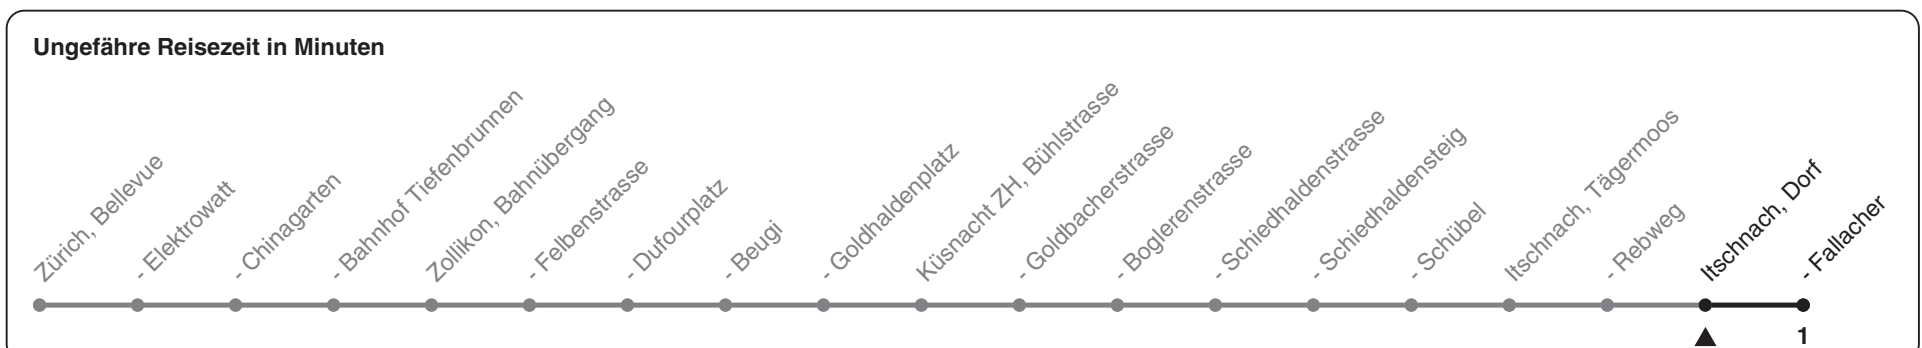 Ungefähre Reisezeit in Minuten
Zürich, Bellevue
- Elektrowatt
- Chinagarten
- Bahnhof Tiefenbrunnen
Zollikon, Bahnübergang
- Felbenstrasse
- Dufourplatz
- Beugi
- Goldhaldenplatz
Küsnacht ZH, Bühlstrasse
- Goldbacherstrasse
- Boglerenstrasse
- Schiedhaldenstrasse
- Schiedhaldensteig
- Schübel
Itschnach, Tägermoos
- Rebweg
Itschnach, Dorf
- Fallacher
1